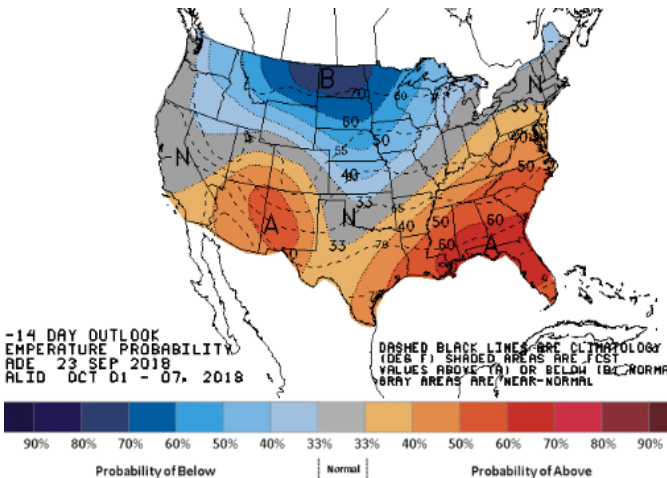 B
70
60
60
50
55
40
N
N
33
40
50
N
33
33
40
50
60
60
A
A
70
-14 DAY OUTLOOK
EMPERATURE PROBABILITY
ADE 23 SEP 2018
ALID OCT 01 - 07, 2018
DASHED BLACK LINES ARE CLIMATOLOGY
(DEG F) SHADED AREAS ARE FCST
VALUES ABOVE (A) OR BELOW (B) NORMA
GRAY AREAS ARE NEAR-NORMAL
90% 80% 70% 60% 50% 40% 33% 33% 40% 50% 60% 70% 80% 90%
Probability of Below Normal Probability of Above